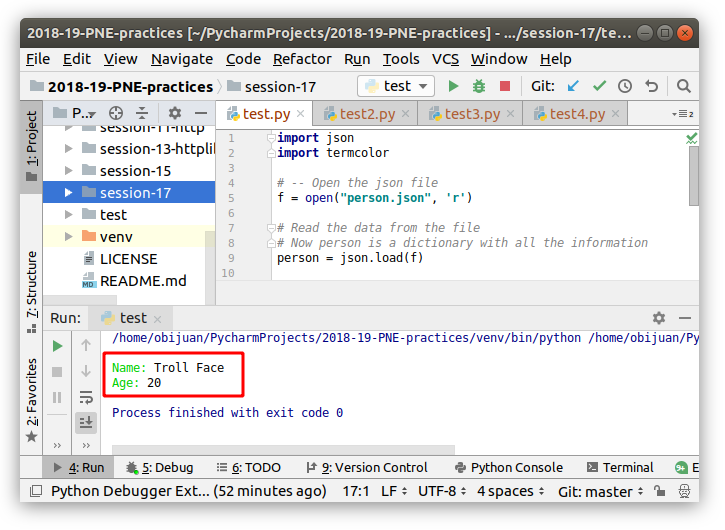 2018-19-PNE-practices [~/PycharmProjects/2018-19-PNE-practices] - .../session-17/te...
File Edit View Navigate Code Refactor Run Tools VCS Window Help
2018-19-PNE-practices session-17 test Git:
1: Project
P... test.py test2.py test3.py test4.py 2
session-11-http
session-13-httplil
session-15
session-17
test
venv
LICENSE
MD README.md
1 import json
2 import termcolor
3
4 # -- Open the json file
5 f = open("person.json", 'r')
6
7 # Read the data from the file
8 # Now person is a dictionary with all the information
9 person = json.load(f)
10
7: Structure
2: Favorites
Run: test
/home/obijuan/PycharmProjects/2018-19-PNE-practices/venv/bin/python /home/obijuan/Py
Name: Troll Face
Age: 20
Process finished with exit code 0
4: Run 5: Debug 6: TODO 9: Version Control Python Console Terminal 9+ E
Python Debugger Ext... (52 minutes ago) 17:1 LF UTF-8 4 spaces Git: master